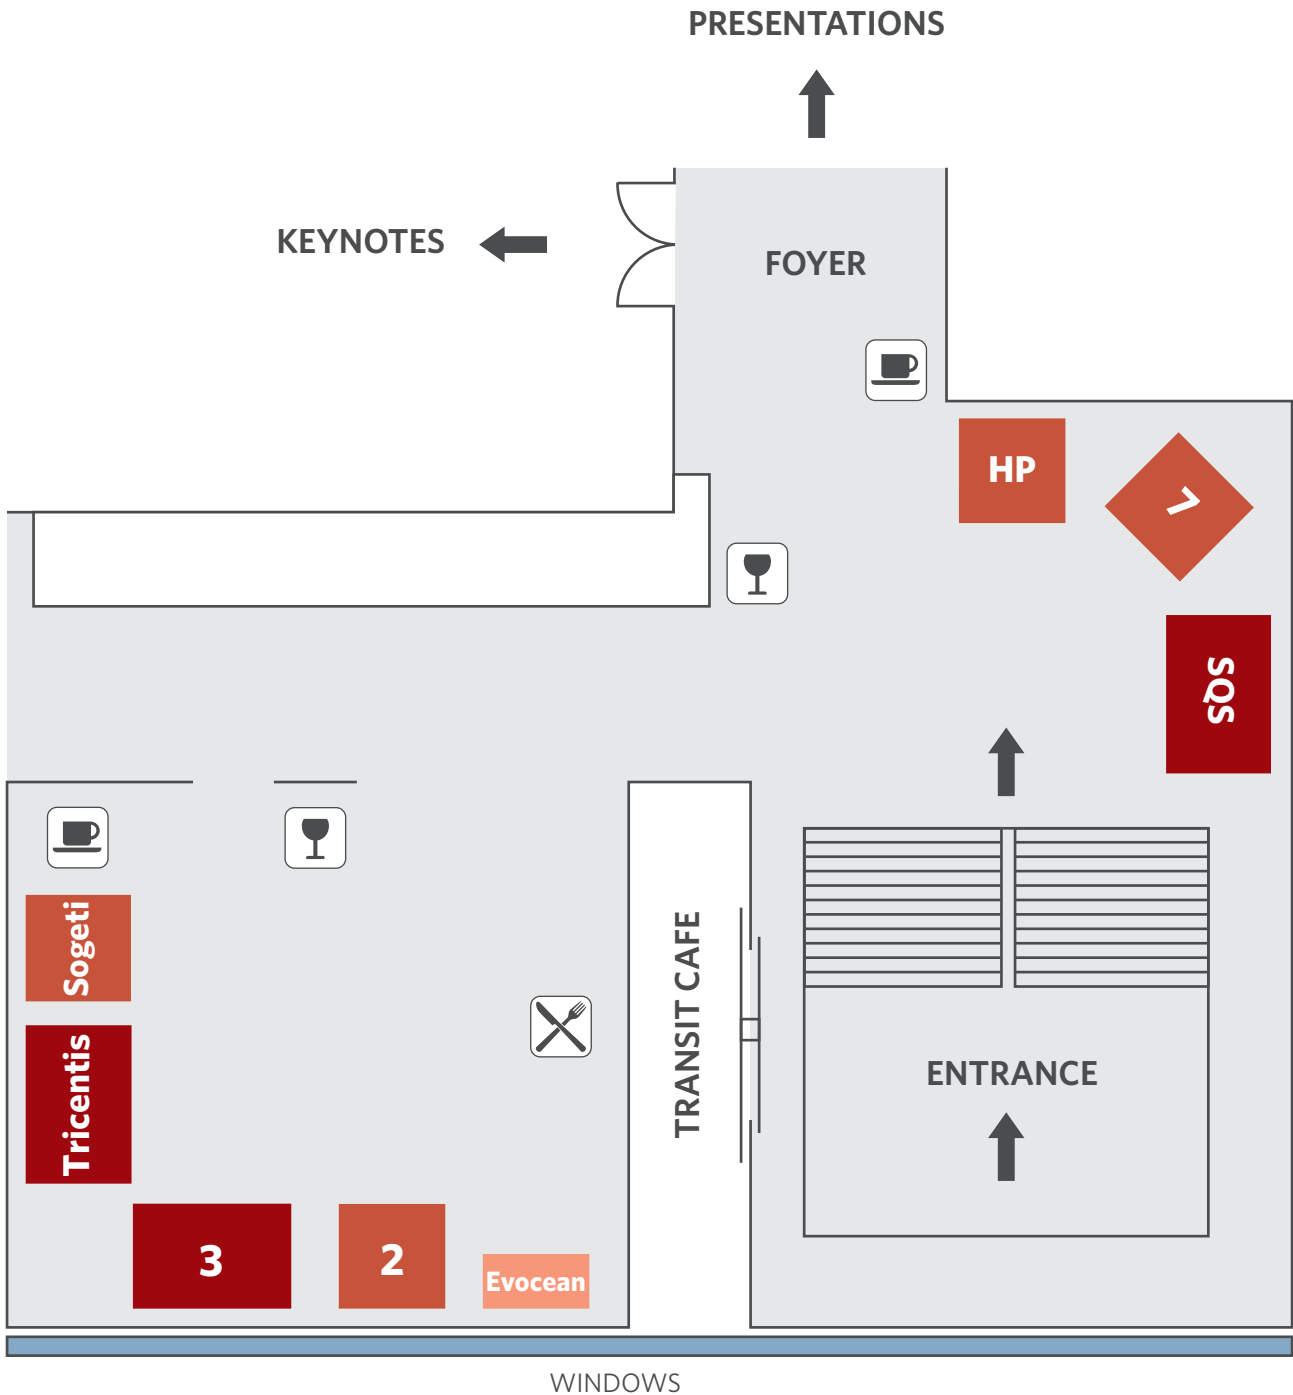 PRESENTATIONS
KEYNOTES
FOYER
HP
7
SQS
Sogeti
TRANSIT CAFE
Tricentis
ENTRANCE
3
2
Evocean
WINDOWS